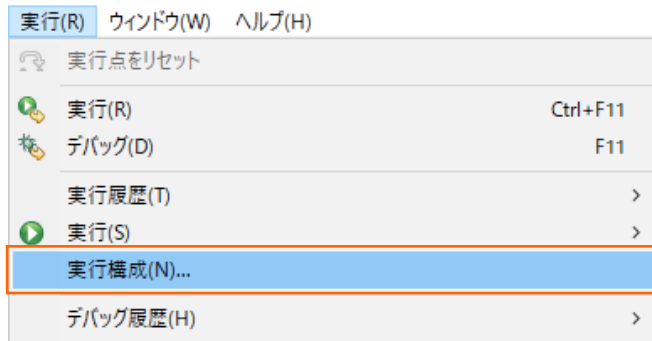 実行(R) ウィンドウ(W) ヘルプ(H)
実行点をリセット
実行(R) Ctrl+F11
デバッグ(D) F11
実行履歴(T)
実行(S)
実行構成(N)...
デバッグ履歴(H)